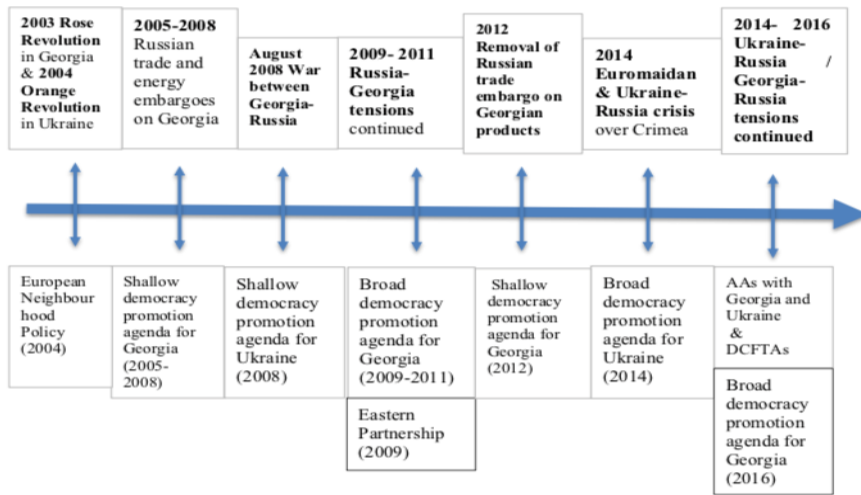 2003 Rose
Revolution
in Georgia
& 2004
Orange
Revolution
in Ukraine
2005-2008
Russian
trade and
energy
embargoes
on Georgia
August
2008 War
between
Georgia-
Russia
2009- 2011
Russia-
Georgia
tensions
continued
2012
Removal of
Russian
trade
embargo on
Georgian
products
2014
Euromaidan
& Ukraine-
Russia crisis
over Crimea
2014- 2016
Ukraine-
Russia /
Georgia-
Russia
tensions
continued
European
Neighbour
hood
Policy
(2004)
Shallow
democracy
promotion
agenda for
Georgia
(2005-
2008)
Shallow
democracy
promotion
agenda for
Ukraine
(2008)
Broad
democracy
promotion
agenda for
Georgia
(2009-2011)
Eastern
Partnership
(2009)
Shallow
democracy
promotion
agenda for
Georgia
(2012)
Broad
democracy
promotion
agenda for
Ukraine
(2014)
AAs with
Georgia and
Ukraine
&
DCFTAs
Broad
democracy
promotion
agenda for
Georgia
(2016)